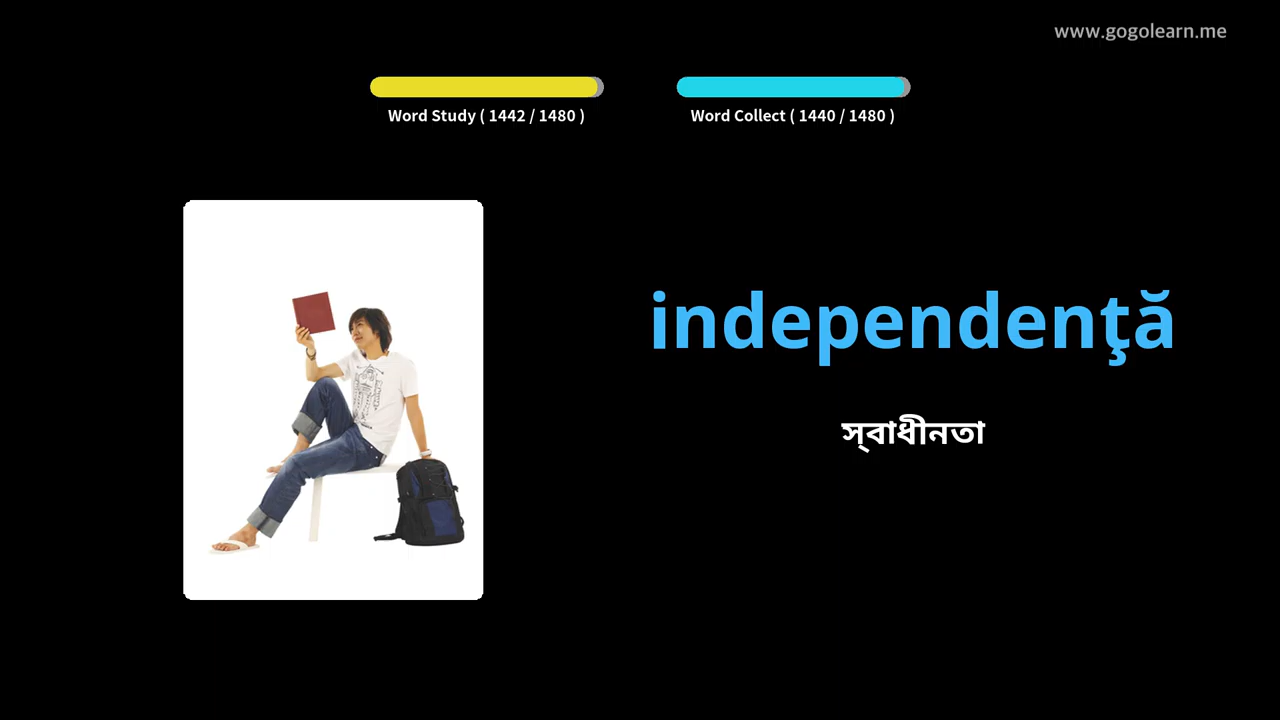 www.gogolearn.me
Word Study ( 1442 / 1480 )
Word Collect ( 1440 / 1480 )
independenţă
স্বাধীনতা